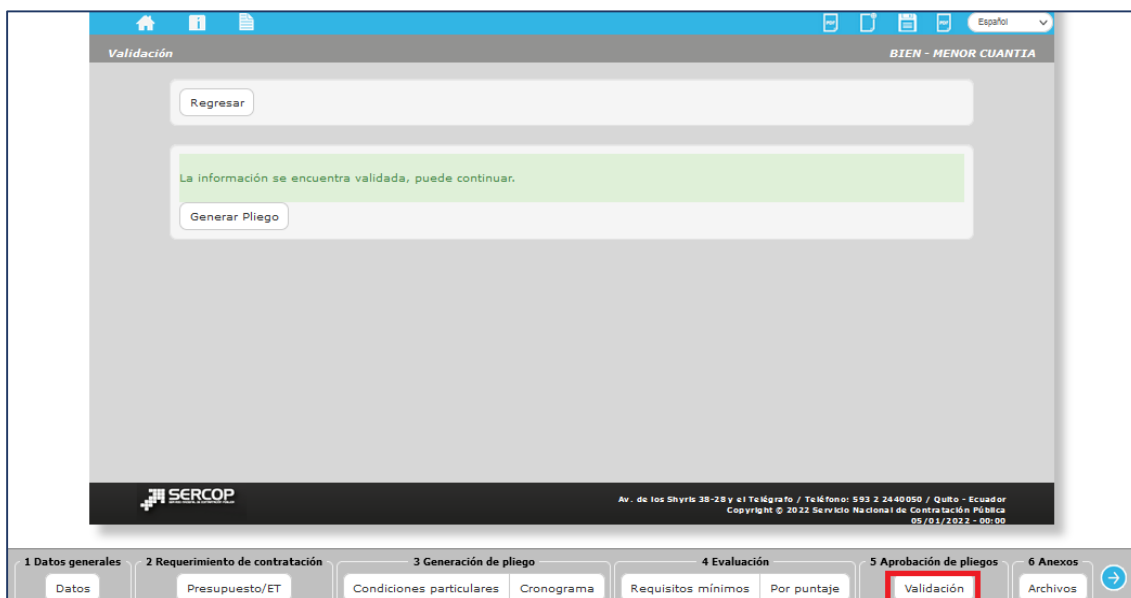 PDF PDF Español
Validación BIEN - MENOR CUANTIA
Regresar
La información se encuentra validada, puede continuar.
Generar Pliego
SERCOP
Av. de los Shyris 38-28 y el Telégrafo / Teléfono: 593 2 2440050 / Quito - Ecuador
Copyright © 2022 Servicio Nacional de Contratación Pública
05/01/2022 - 00:00
1 Datos generales 2 Requerimiento de contratación 3 Generación de pliego 4 Evaluación 5 Aprobación de pliegos 6 Anexos
Datos Presupuesto/ET Condiciones particulares Cronograma Requisitos mínimos Por puntaje Validación Archivos